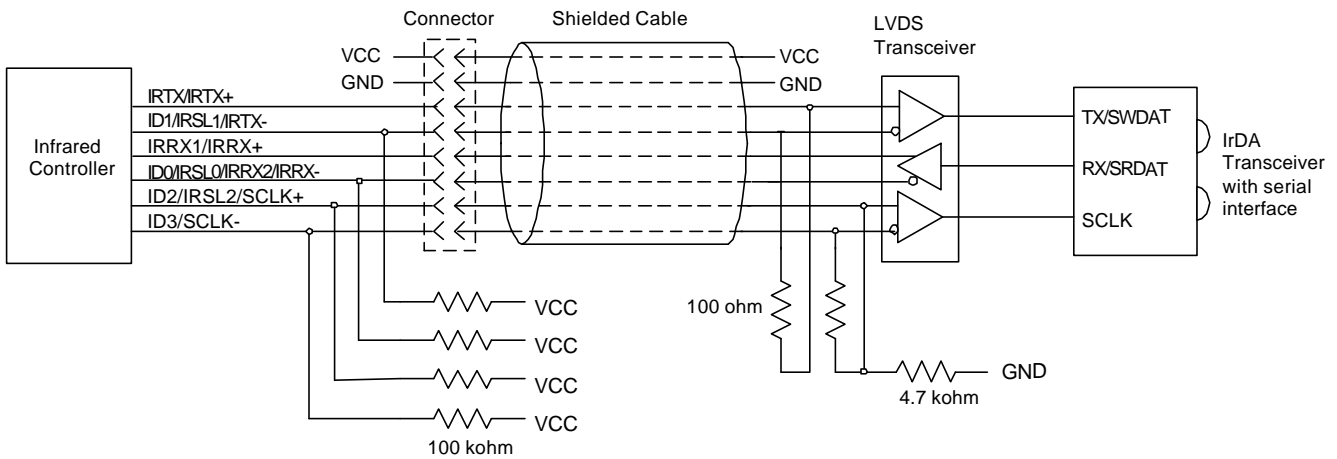 Connector
Shielded Cable
LVDS
Transceiver
VCC
VCC
GND
GND
IRTX/IRTX+
ID1/IRSL1/IRTX-
IRRX1/IRRX+
ID0/IRSL0/IRRX2/IRRX-
ID2/IRSL2/SCLK+
ID3/SCLK-
Infrared
Controller
TX/SWDAT
RX/SRDAT
SCLK
IrDA
Transceiver
with serial
interface
VCC
VCC
VCC
VCC
100 kohm
100 ohm
GND
4.7 kohm